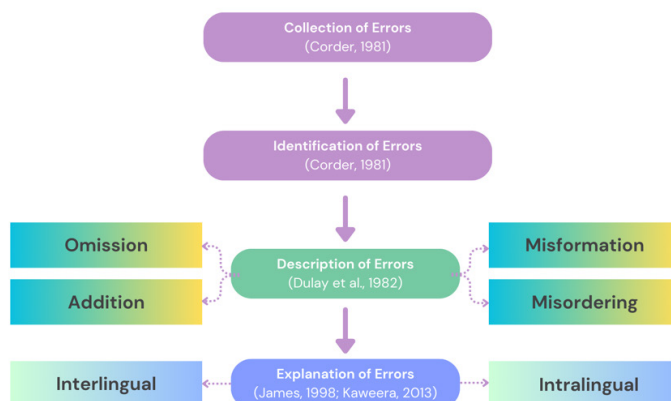 Collection of Errors
(Corder, 1981)
Identification of Errors
(Corder, 1981)
Omission
Addition
Description of Errors
(Dulay et al., 1982)
Misformation
Misordering
Interlingual
Explanation of Errors
(James, 1998; Kaweera, 2013)
Intralingual